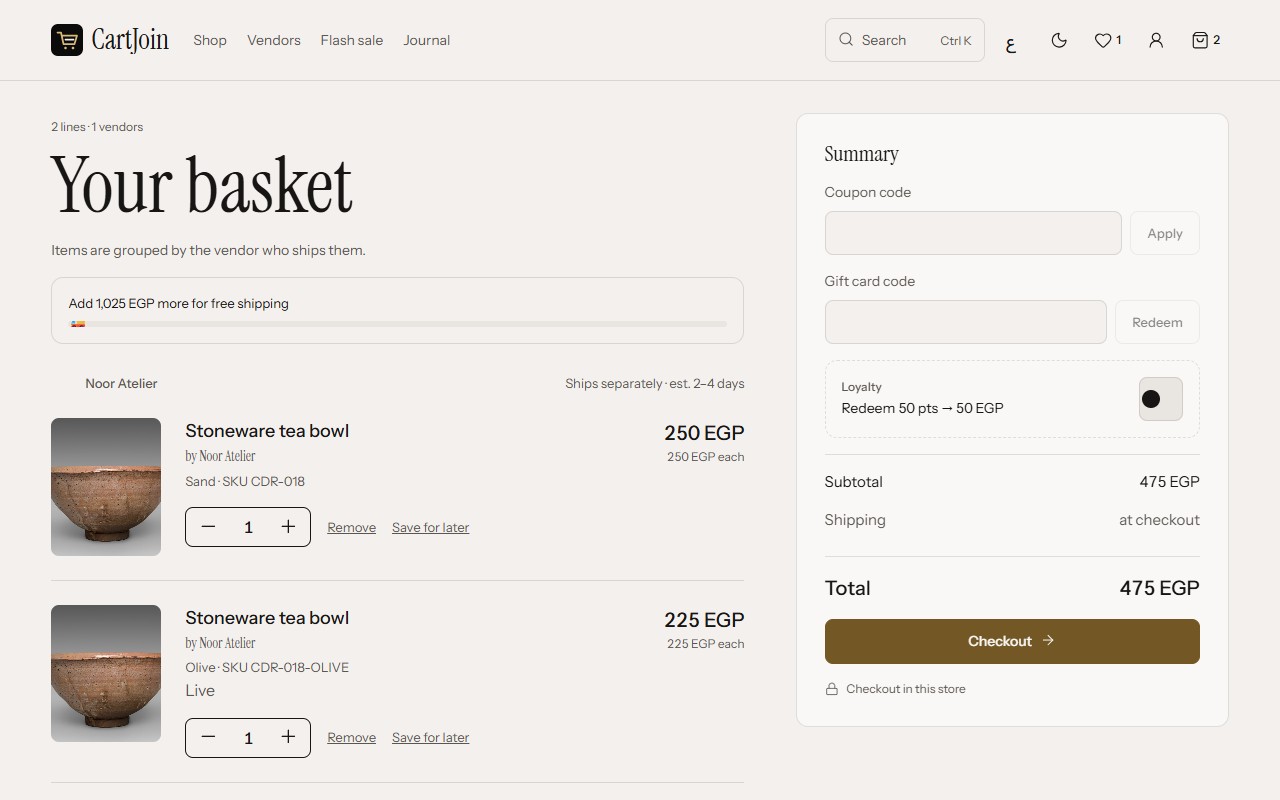 CartJoin
Shop
Vendors
Flash sale
Journal
Search
Ctrl K
ع
1
2
2 lines · 1 vendors
Your basket
Items are grouped by the vendor who ships them.
Add 1,025 EGP more for free shipping
Noor Atelier
Ships separately · est. 2–4 days
Stoneware tea bowl
250 EGP
by Noor Atelier
250 EGP each
Sand · SKU CDR-018
— 1 +
Remove
Save for later
Stoneware tea bowl
225 EGP
by Noor Atelier
225 EGP each
Olive · SKU CDR-018-OLIVE
Live
— 1 +
Remove
Save for later
Summary
Coupon code
Apply
Gift card code
Redeem
Loyalty
Redeem 50 pts → 50 EGP
Subtotal
475 EGP
Shipping
at checkout
Total
475 EGP
Checkout →
Checkout in this store